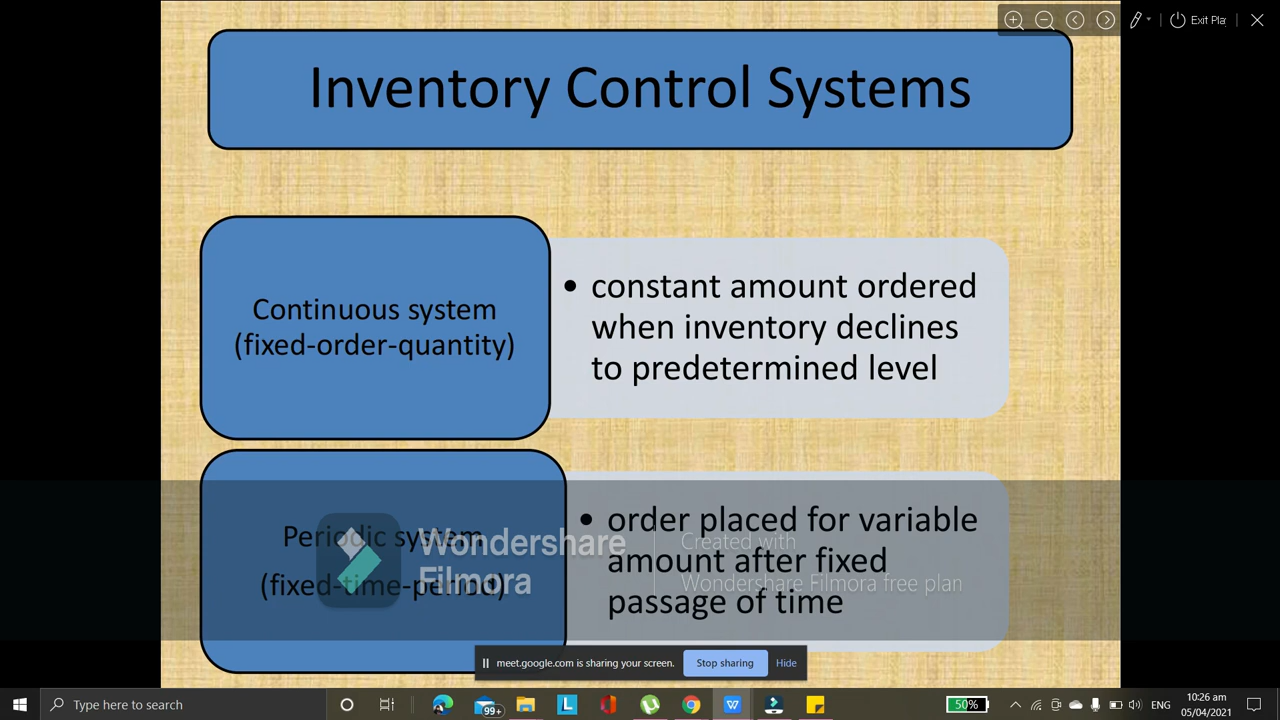 Exit Pla
Inventory Control Systems
Continuous system
(fixed-order-quantity)
• constant amount ordered
when inventory declines
to predetermined level
Periodic system
(fixed-time-period)
• order placed for variable
amount after fixed
passage of time
Wondershare
Filmora
Created with
Wondershare Filmora free plan
meet.google.com is sharing your screen.
Stop sharing
Hide
Type here to search
99+
L
W
50%
ENG
10:26 am
05/04/2021